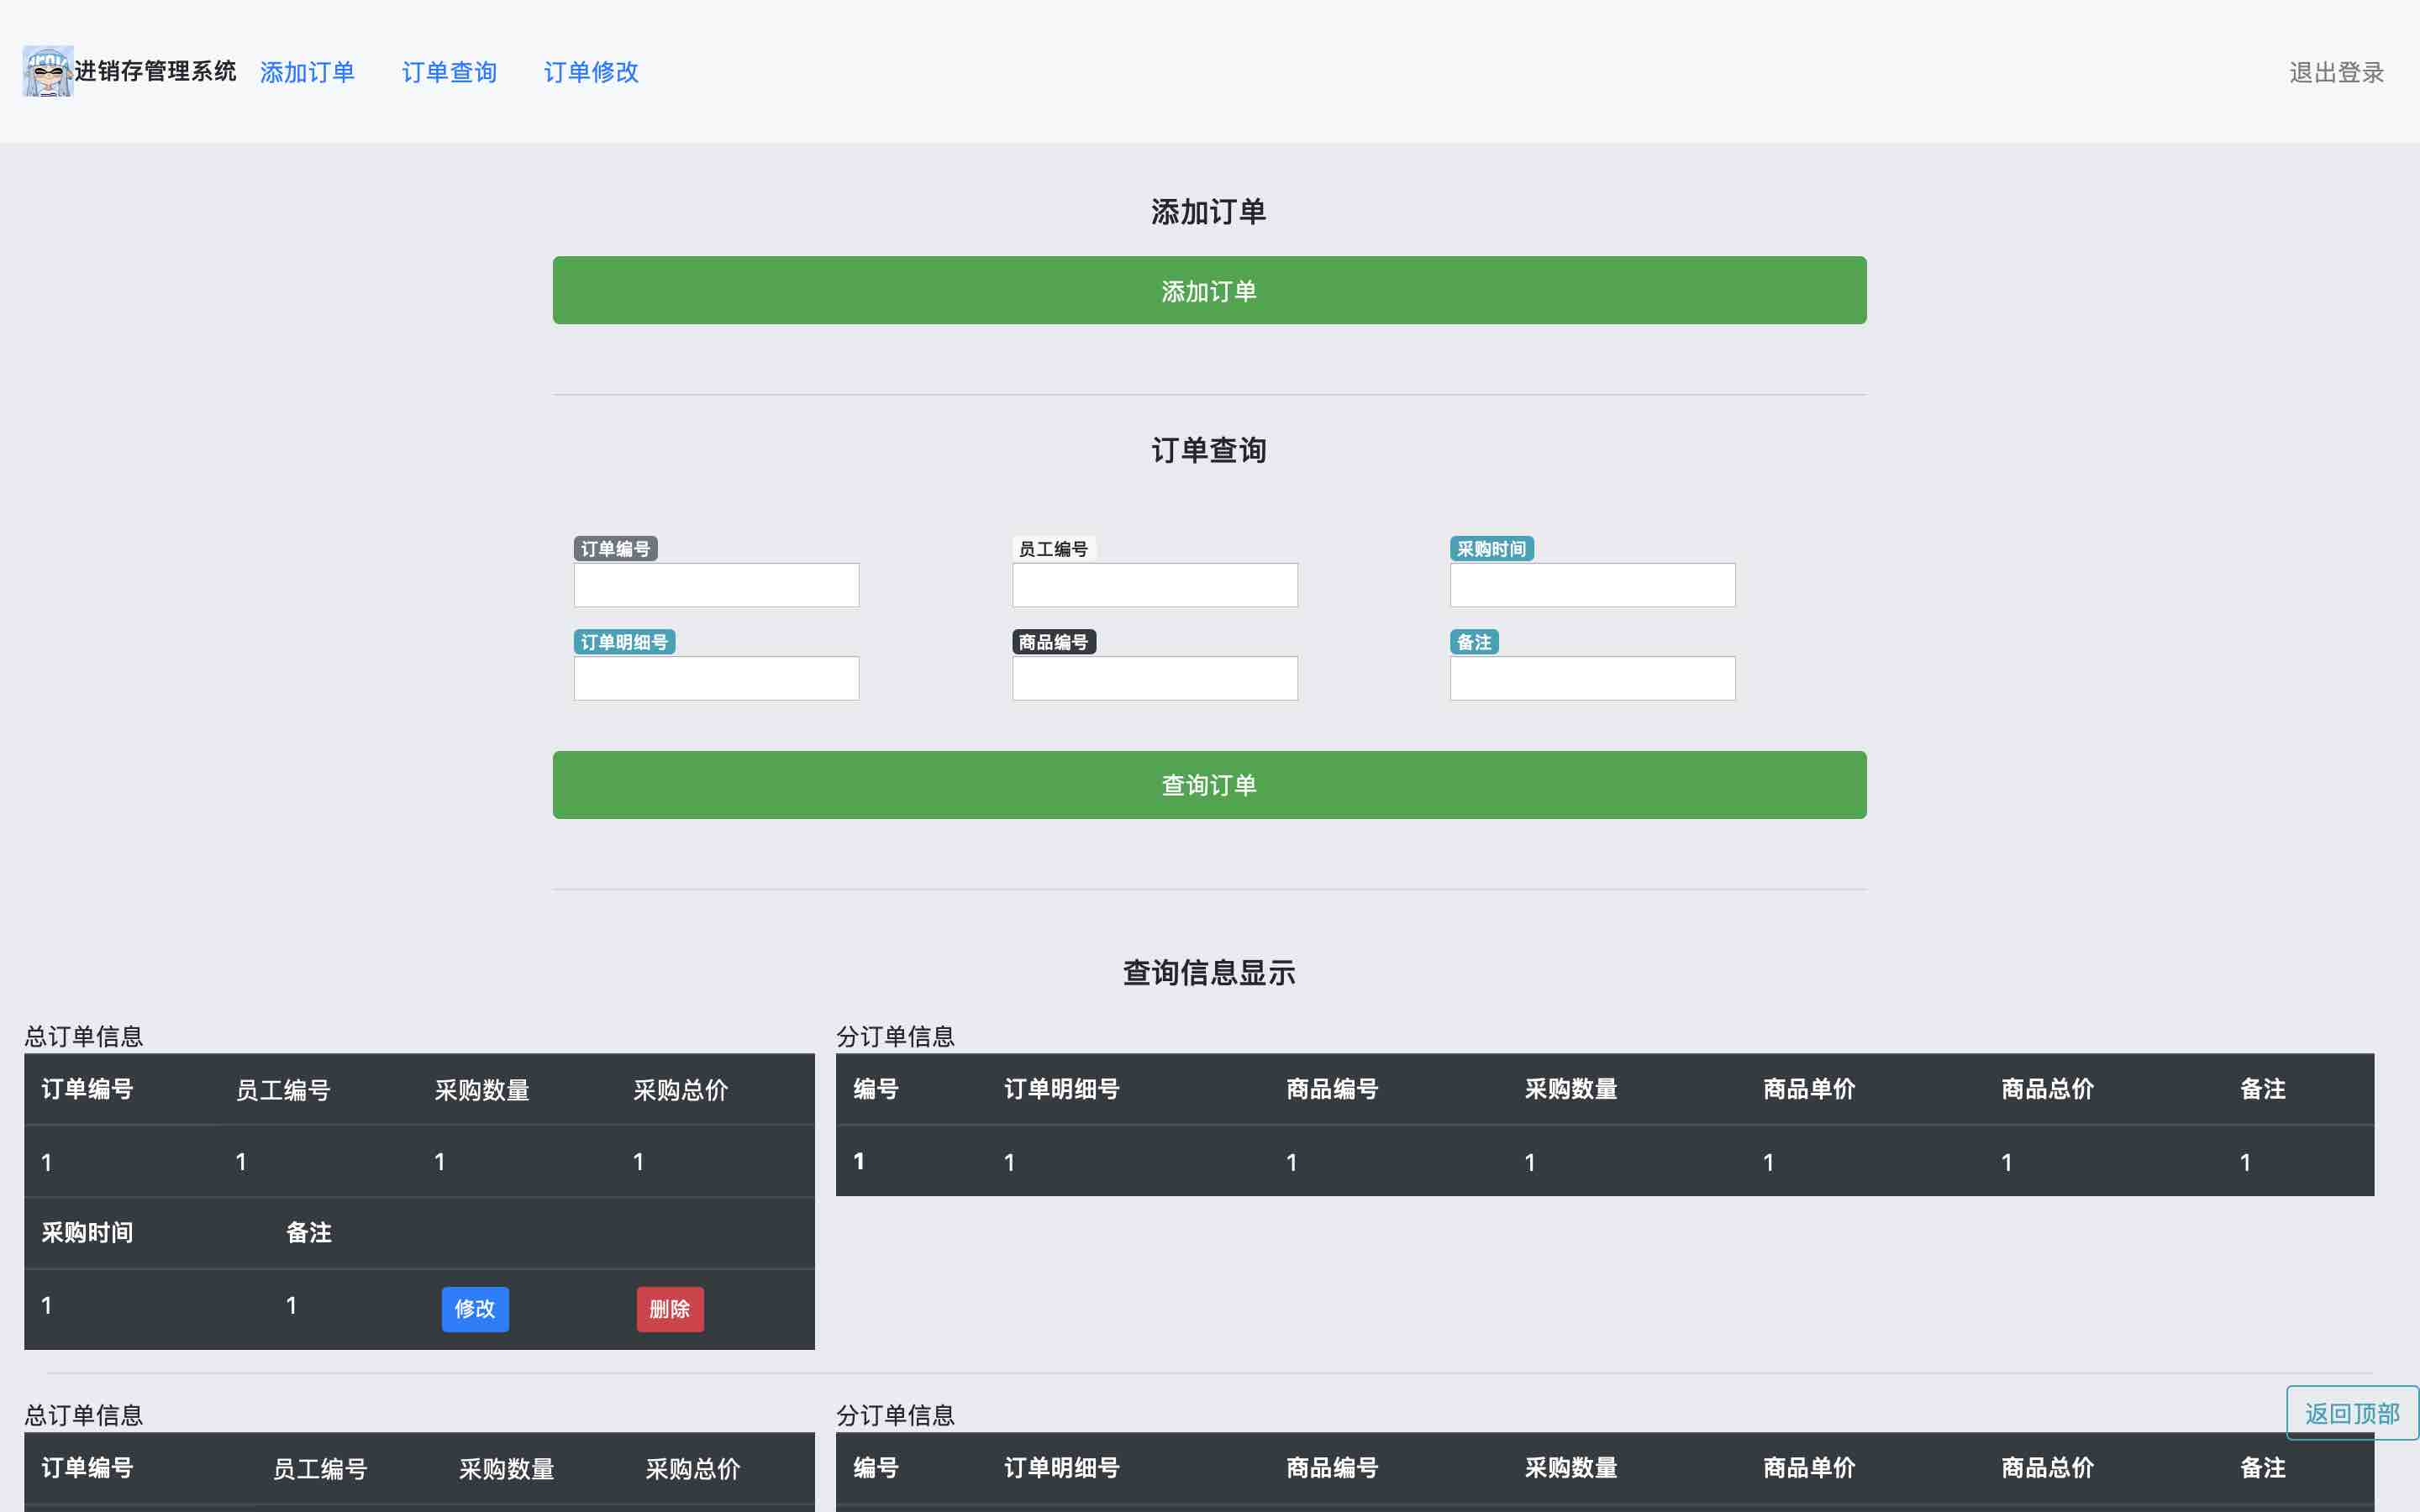 进销存管理系统 添加订单 订单查询 订单修改 退出登录
添加订单
添加订单
订单查询
订单编号 员工编号 采购时间
订单明细号 商品编号 备注
查询订单
查询信息显示
总订单信息 分订单信息
订单编号 员工编号 采购数量 采购总价 编号 订单明细号 商品编号 采购数量 商品单价 商品总价 备注
1 1 1 1 1 1 1 1 1 1 1
采购时间 备注
1 1 修改 删除
总订单信息 分订单信息 返回顶部
订单编号 员工编号 采购数量 采购总价 编号 订单明细号 商品编号 采购数量 商品单价 商品总价 备注